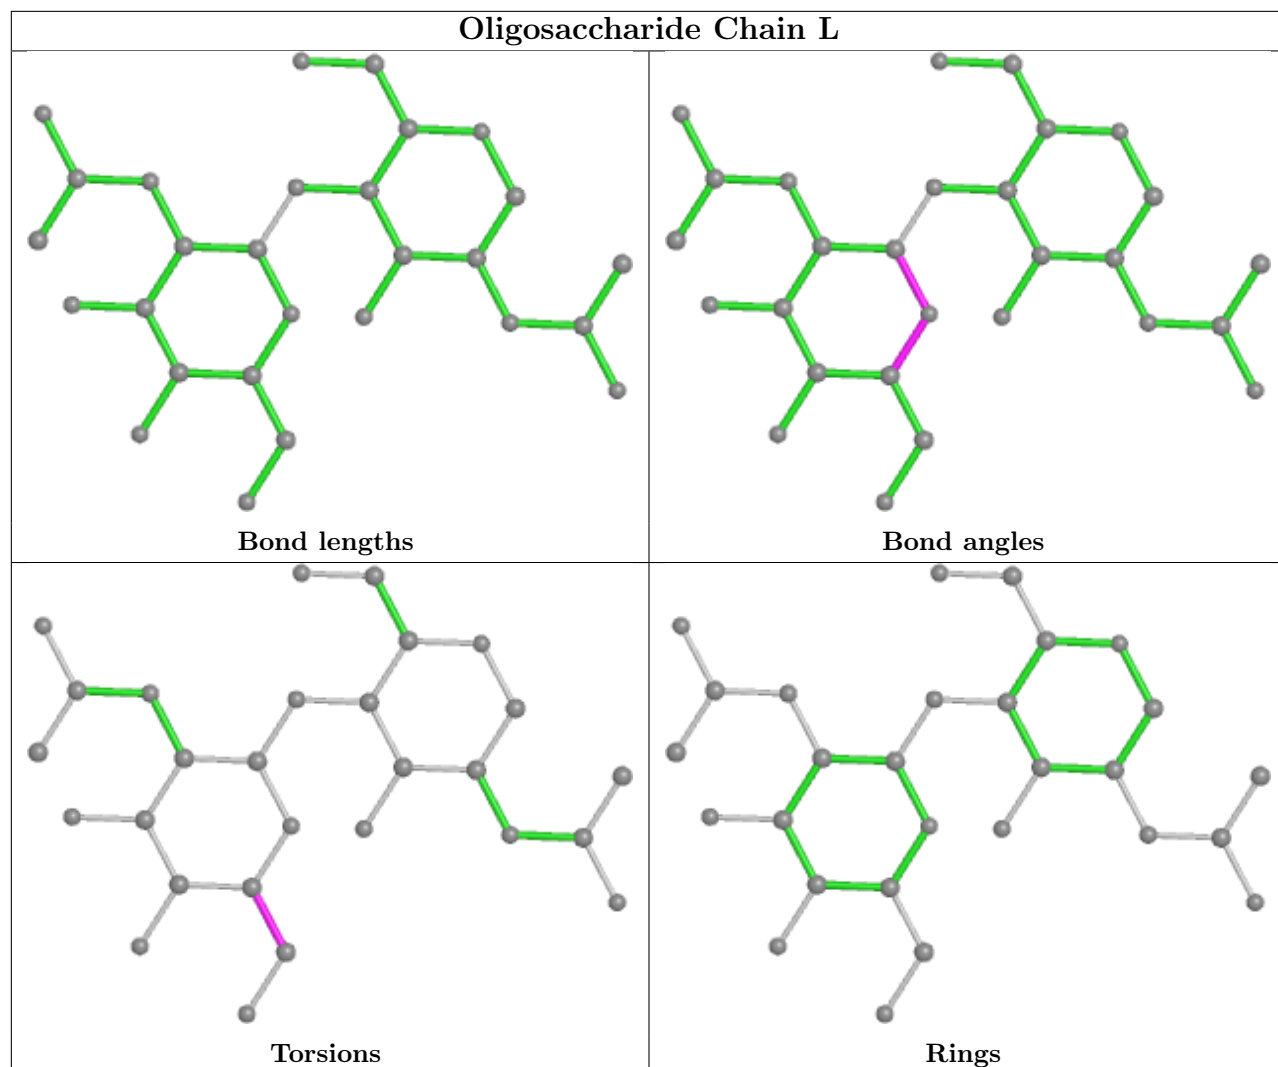 Oligosaccharide Chain L
Bond lengths
Bond angles
Torsions
Rings